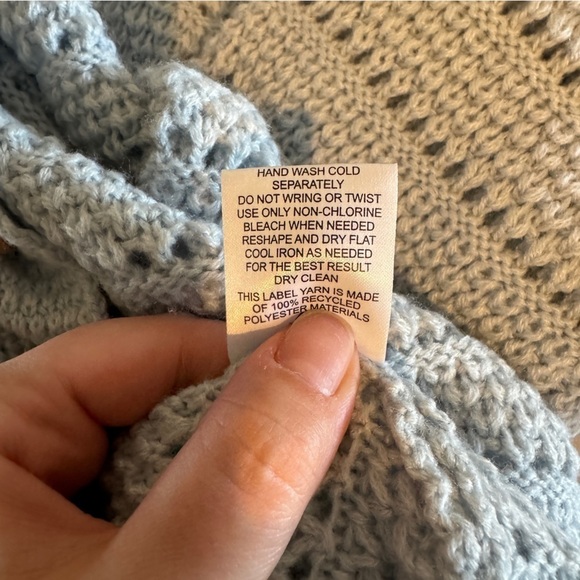 HAND WASH COLD
SEPARATELY
DO NOT WRING OR TWIST
USE ONLY NON-CHLORINE
BLEACH WHEN NEEDED
RESHAPE AND DRY FLAT
COOL IRON AS NEEDED
FOR THE BEST RESULT
DRY CLEAN
THIS LABEL YARN IS MADE
OF 100% RECYCLED
POLYESTER MATERIALS